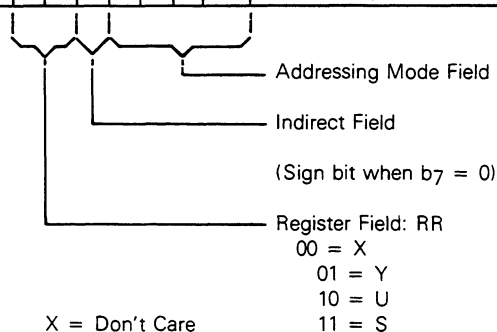 Addressing Mode Field
Indirect Field
(Sign bit when b7 = 0)
Register Field: RR
00 = X
01 = Y
10 = U
X = Don't Care 11 = S